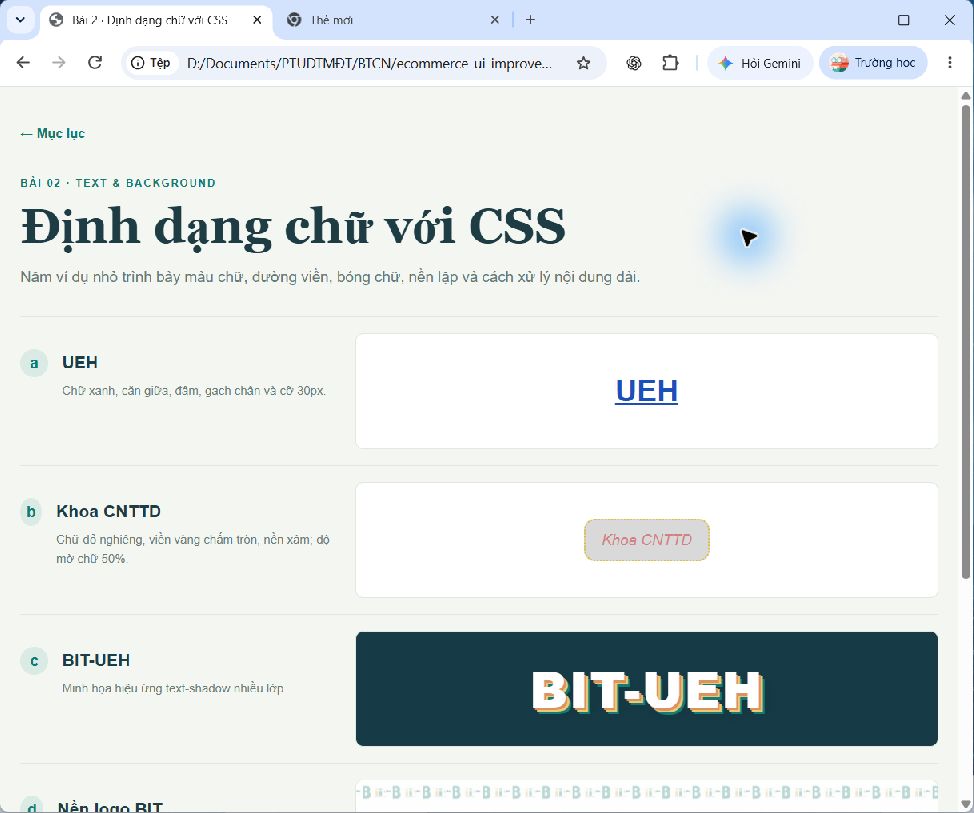 Bài 2 · Định dạng chữ với CSS
Thẻ mới
Tệp
D:/Documents/PTUDTMĐT/BTCN/ecommerce-ui-improve...
Hỏi Gemini
Trường học
← Mục lục
BÀI 02 · TEXT & BACKGROUND
Định dạng chữ với CSS
Năm ví dụ nhỏ trình bày màu chữ, đường viền, bóng chữ, nền lặp và cách xử lý nội dung dài.
a
UEH
Chữ xanh, căn giữa, đậm, gạch chân và cỡ 30px.
UEH
b
Khoa CNTTD
Chữ đỏ nghiêng, viền vàng chấm tròn, nền xám; độ
mờ chữ 50%.
Khoa CNTTD
c
BIT-UEH
Minh họa hiệu ứng text-shadow nhiều lớp
BIT-UEH
d
Nền logo BIT